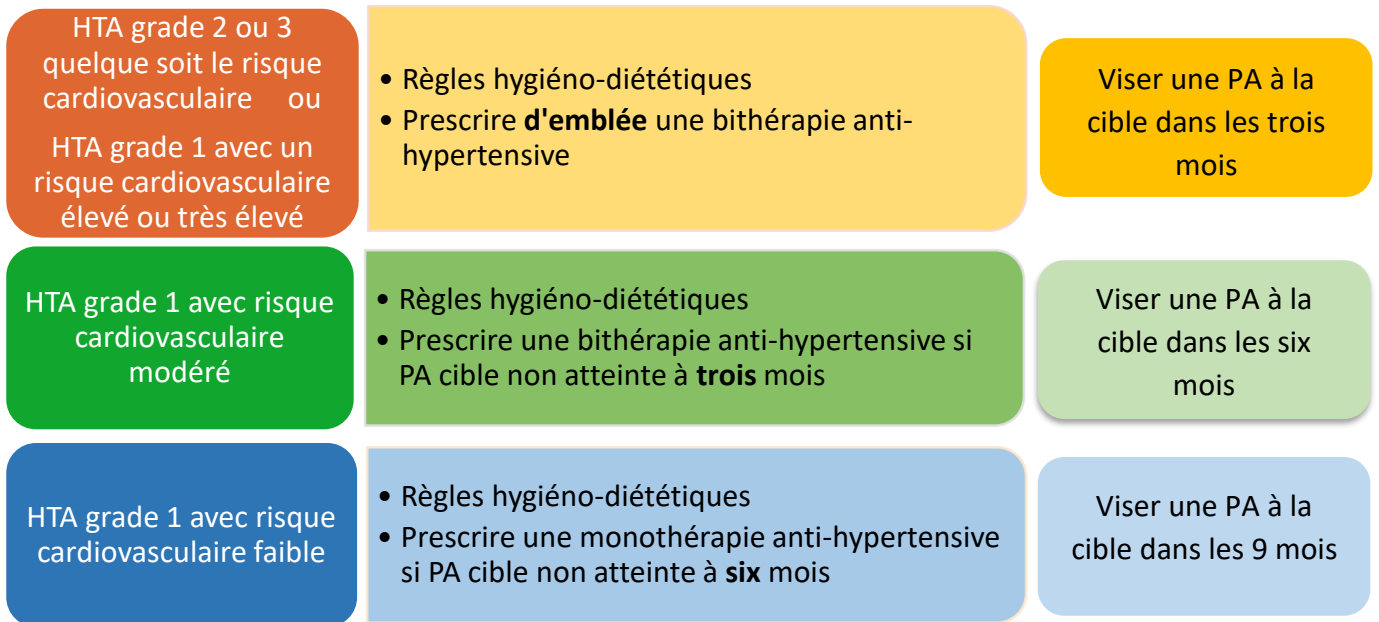 HTA grade 2 ou 3
quelque soit le risque
cardiovasculaire ou
HTA grade 1 avec un
risque cardiovasculaire
élevé ou très élevé
• Règles hygiéno-diététiques
• Prescrire d'emblée une bithérapie anti-
hypertensive
Viser une PA à la
cible dans les trois
mois
HTA grade 1 avec risque
cardiovasculaire
modéré
• Règles hygiéno-diététiques
• Prescrire une bithérapie anti-hypertensive si
PA cible non atteinte à trois mois
Viser une PA à la
cible dans les six
mois
HTA grade 1 avec risque
cardiovasculaire faible
• Règles hygiéno-diététiques
• Prescrire une monothérapie anti-hypertensive
si PA cible non atteinte à six mois
Viser une PA à la
cible dans les 9 mois